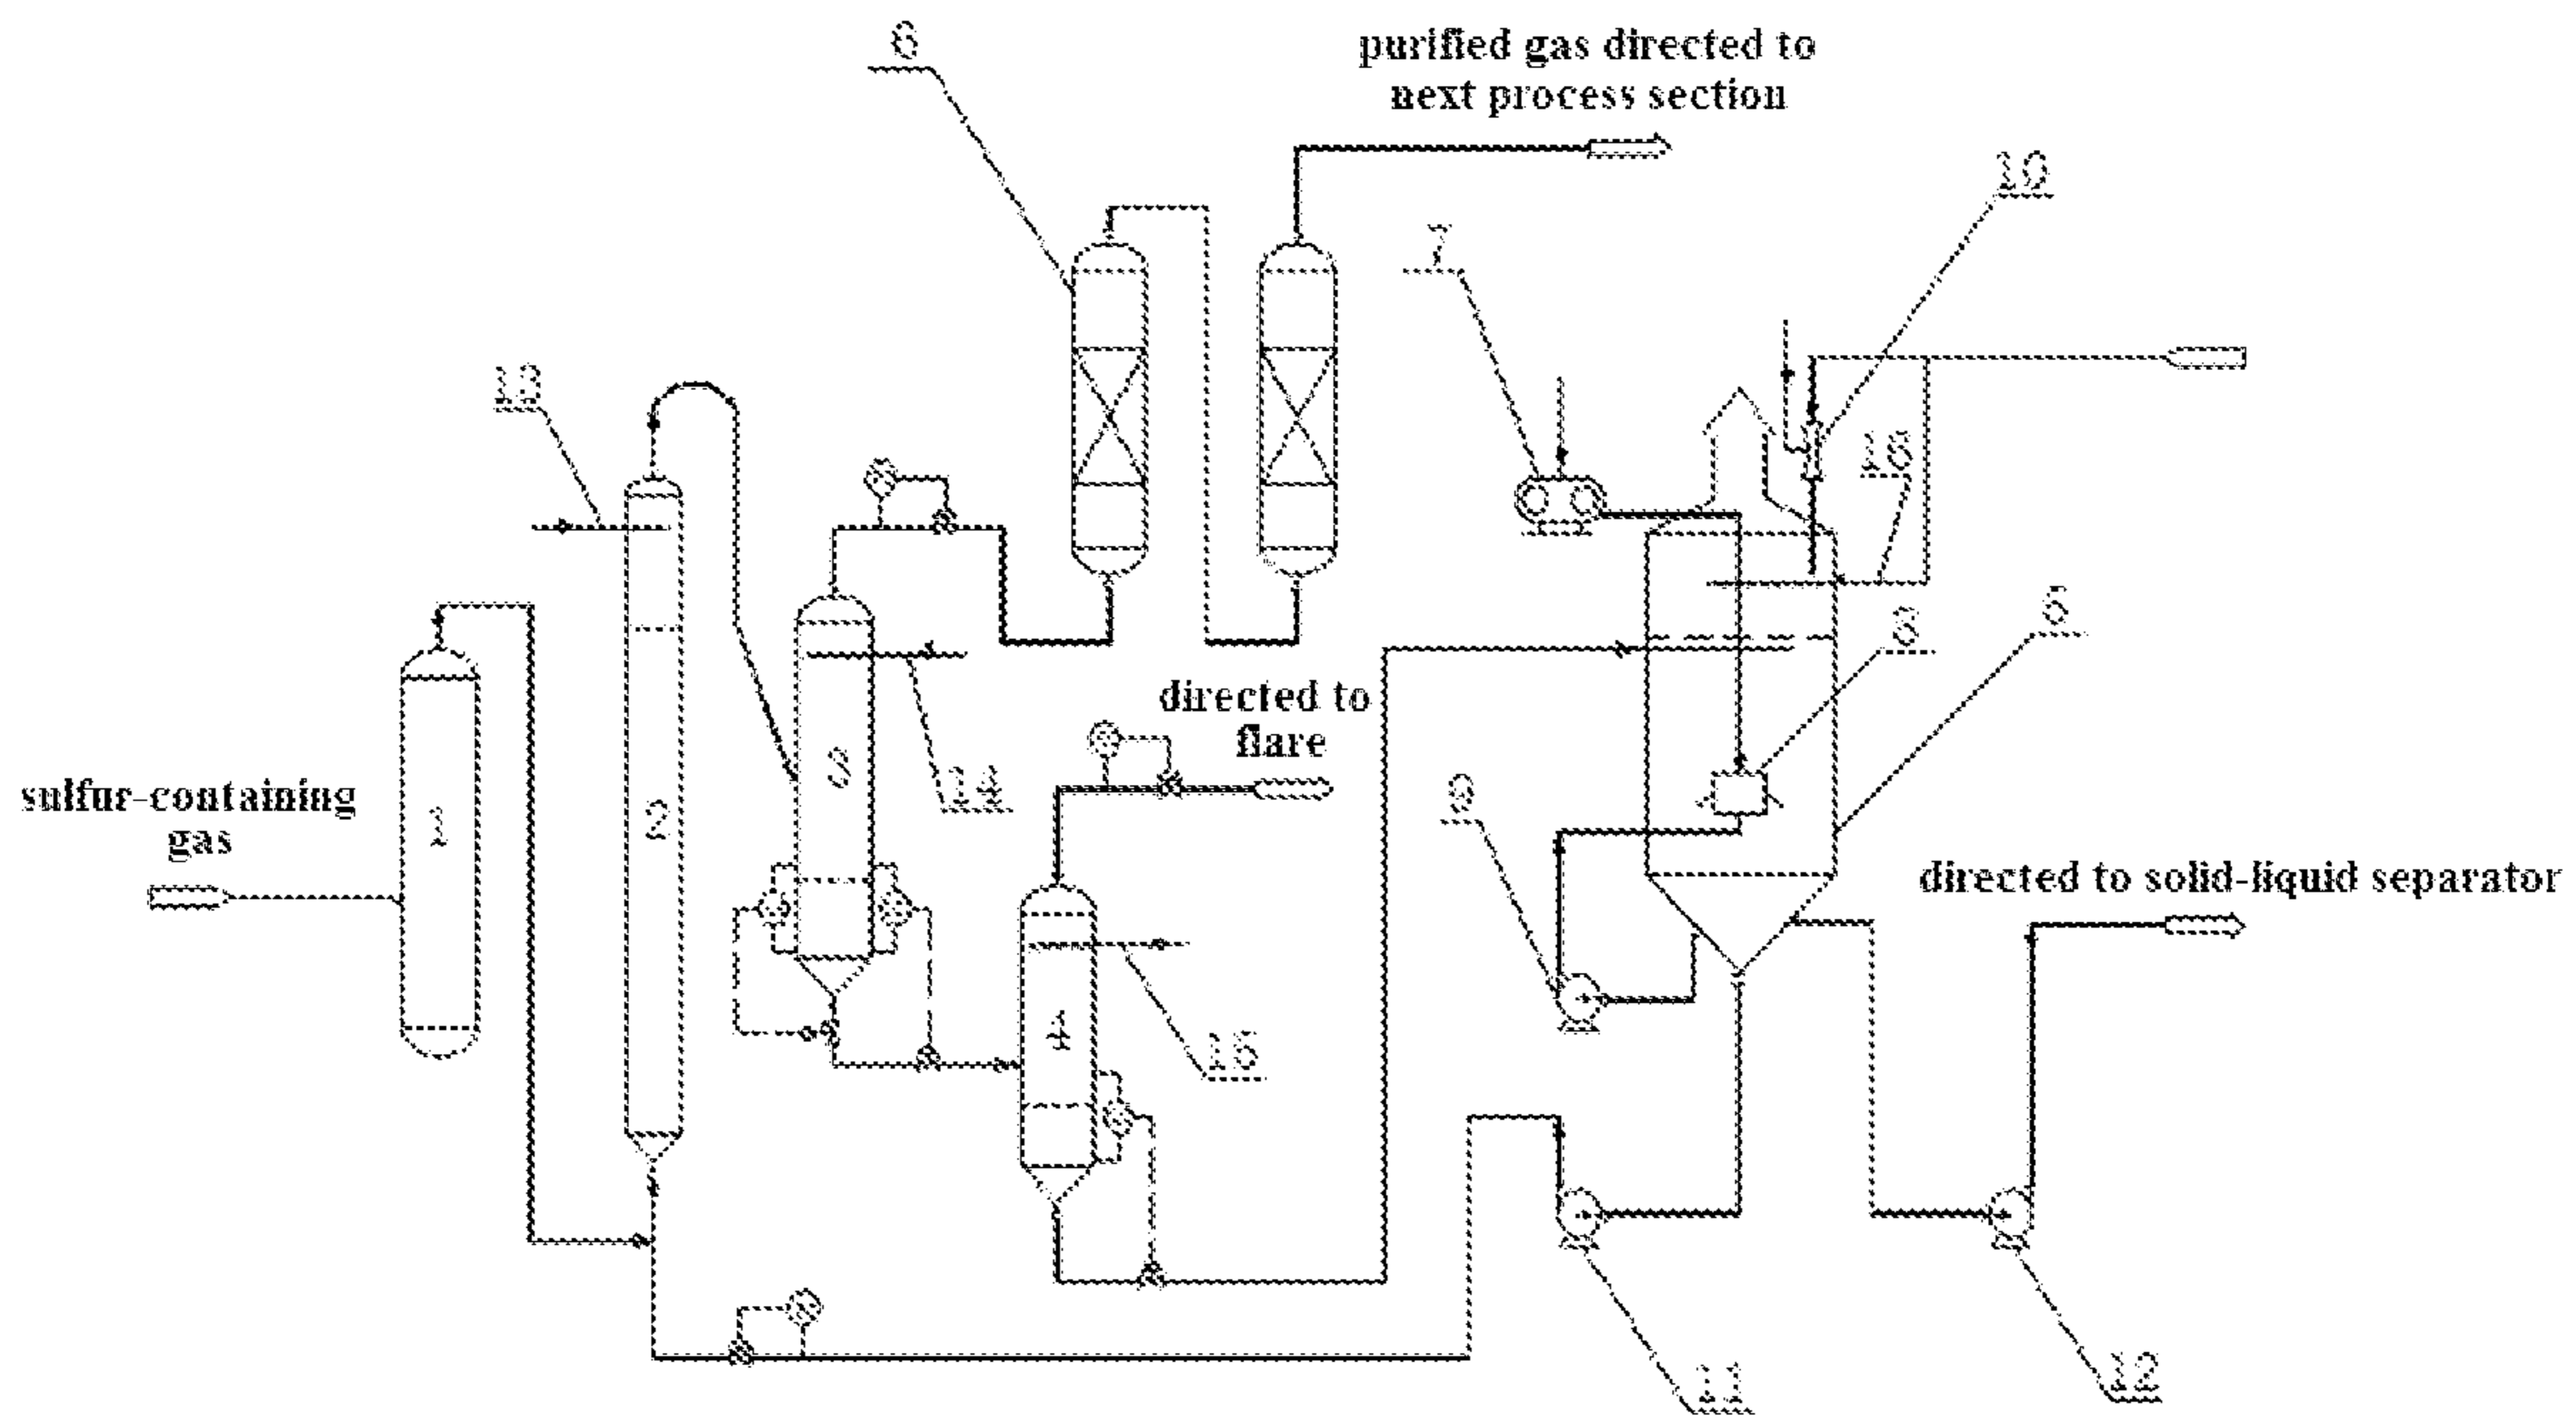 6
purified gas directed to
next process section
10
7
13
16
5
8
directed to
flare
3
14
sulfur-containing
gas
1
2
9
directed to solid-liquid separator
4
15
11
12